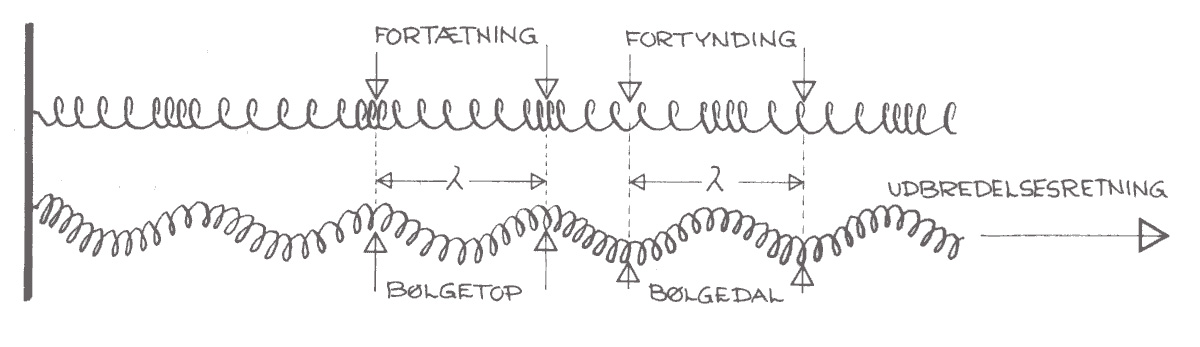 FORTÆTNING
FORTYNDING
λ
λ
UDBREDELSESRETNING
BØLGETOP
BØLGEDAL